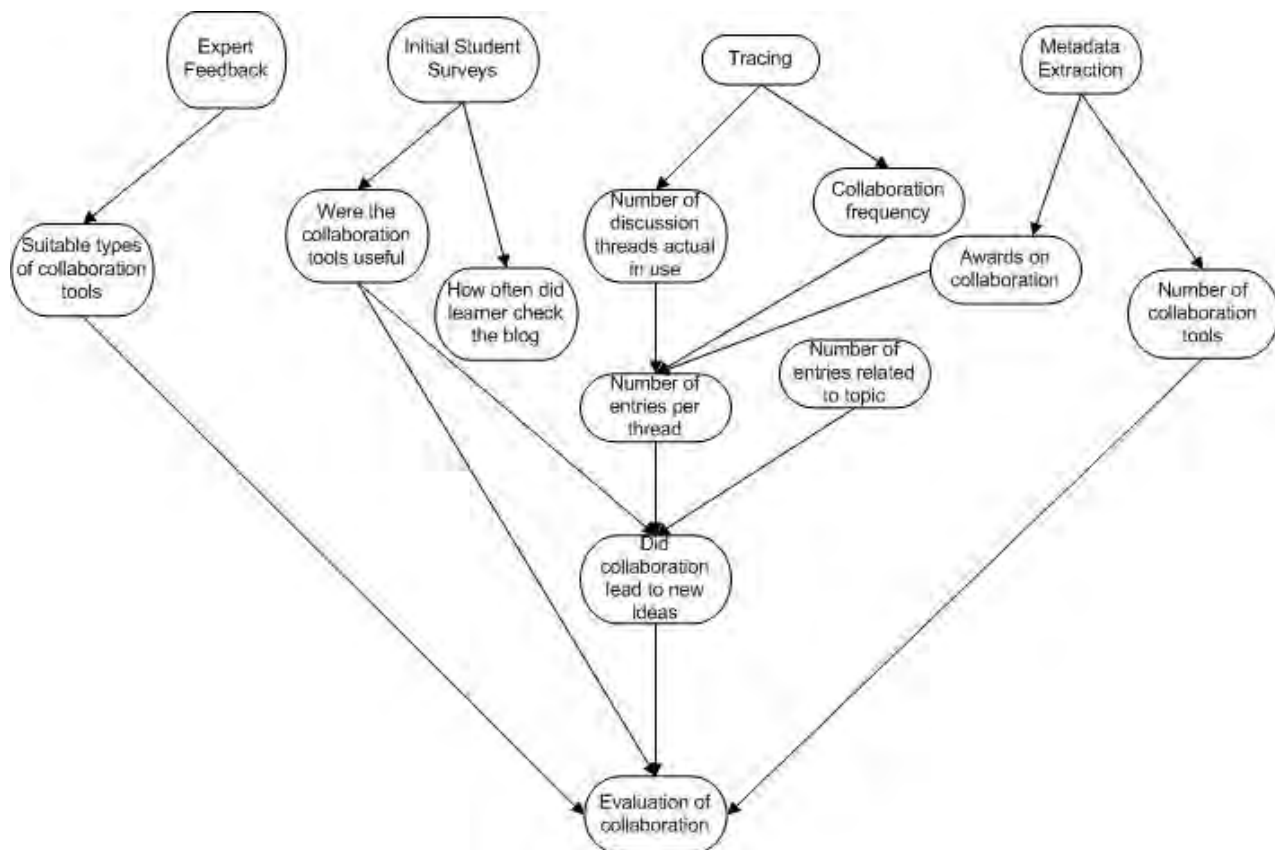 Expert
Feedback
Initial Student
Surveys
Tracing
Metadata
Extraction
Suitable types
of collaboration
tools
Were the
collaboration
tools useful
How often did
learner check
the blog
Number of
discussion
threads actual
in use
Collaboration
frequency
Awards on
collaboration
Number of
collaboration
tools
Number of
entries per
thread
Number of
entries related
to topic
Did
collaboration
lead to new
ideas
Evaluation of
collaboration